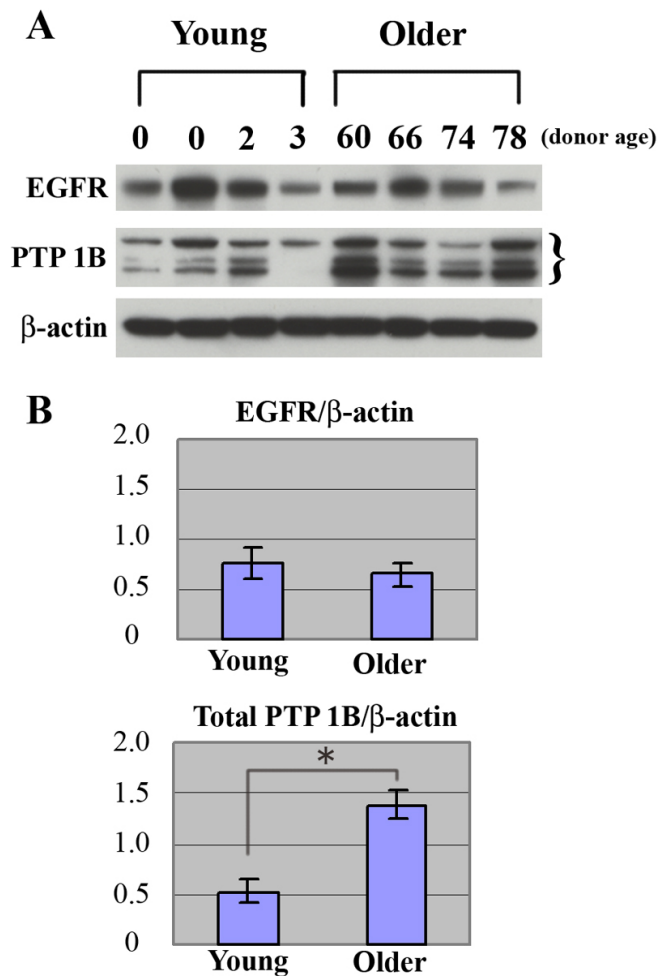 A
Young Older
0 0 2 3 60 66 74 78 (donor age)
EGFR
PTP 1B }
β-actin
B
EGFR/β-actin
2.0
1.5
1.0
0.5
0
Young Older
Total PTP 1B/β-actin
2.0
*
1.5
1.0
0.5
0
Young Older